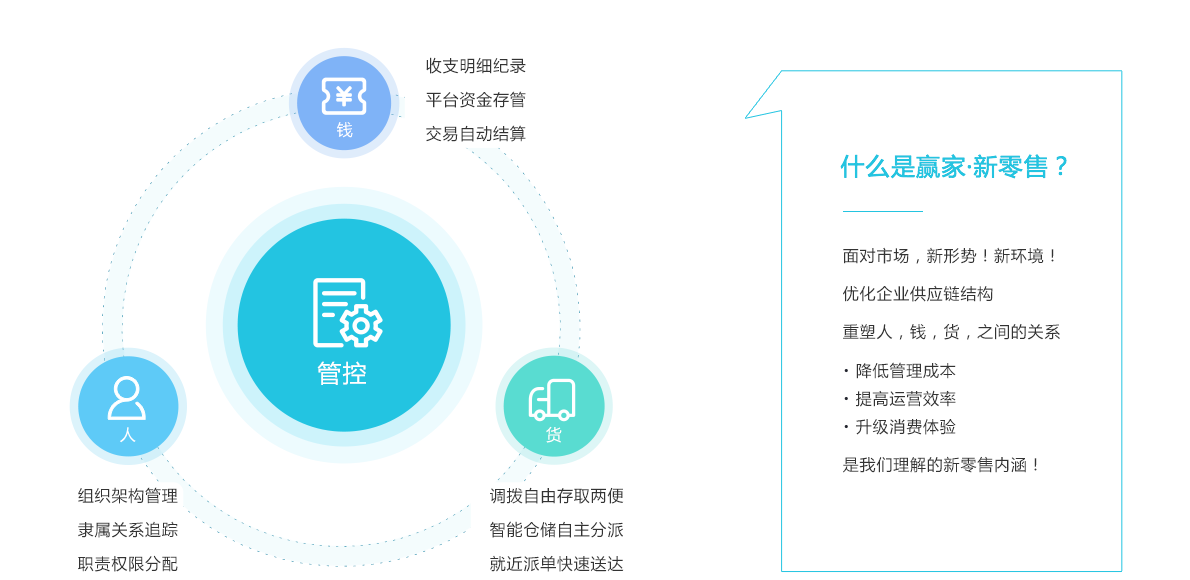 收支明细纪录
平台资金存管
交易自动结算
¥
钱
管控
人
组织架构管理
隶属关系追踪
职责权限分配
货
调拨自由存取两便
智能仓储自主分派
就近派单快速送达
什么是赢家·新零售？
面对市场，新形势！新环境！
优化企业供应链结构
重塑人，钱，货，之间的关系
·降低管理成本
·提高运营效率
·升级消费体验
是我们理解的新零售内涵！